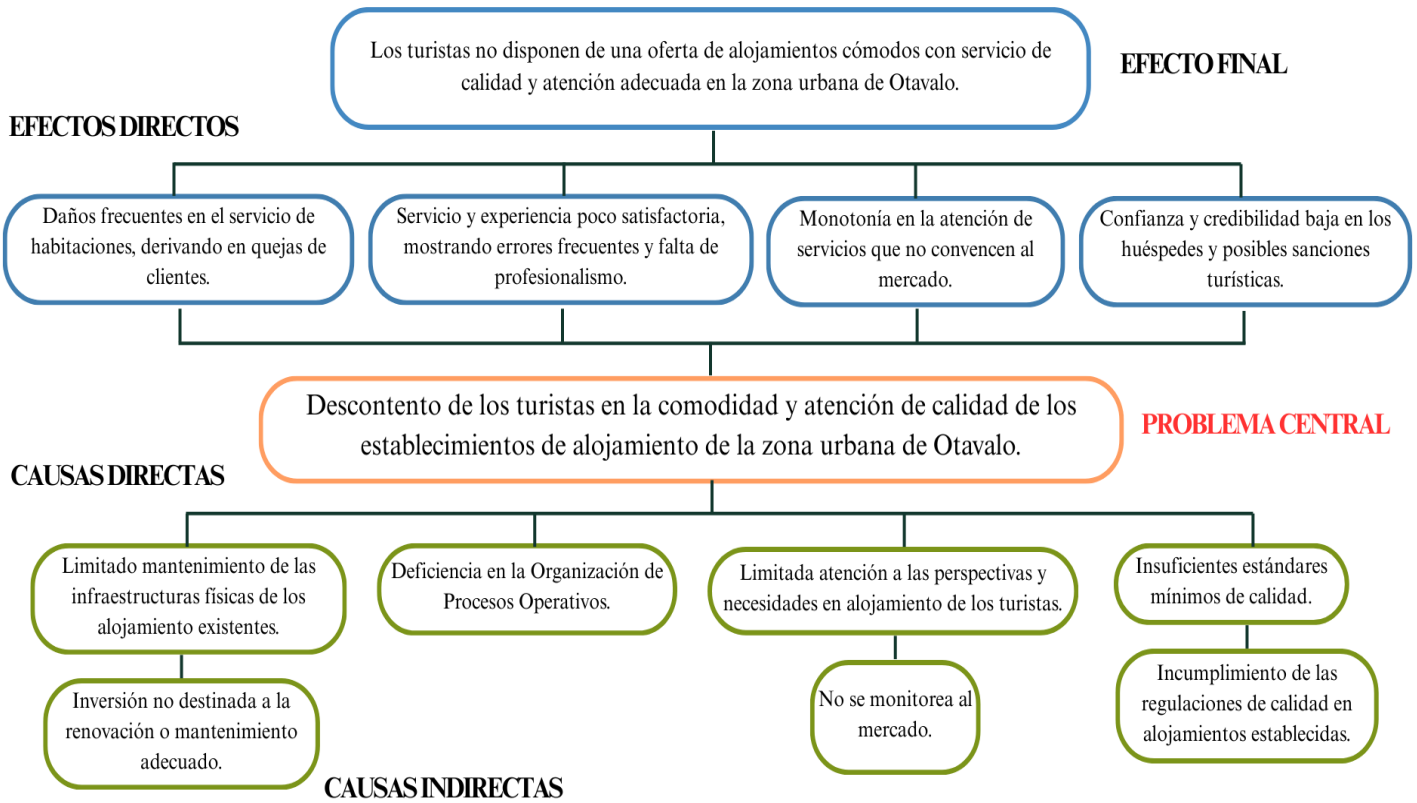 Los turistas no disponen de una oferta de alojamientos cómodos con servicio de
calidad y atención adecuada en la zona urbana de Otavalo.
EFECTO FINAL
EFECTOS DIRECTOS
Daños frecuentes en el servicio de
habitaciones, derivando en quejas de
clientes.
Servicio y experiencia poco satisfactoria,
mostrando errores frecuentes y falta de
profesionalismo.
Monotonía en la atención de
servicios que no convencen al
mercado.
Confianza y credibilidad baja en los
huéspedes y posibles sanciones
turísticas.
Descontento de los turistas en la comodidad y atención de calidad de los
establecimientos de alojamiento de la zona urbana de Otavalo.
PROBLEMA CENTRAL
CAUSAS DIRECTAS
Limitado mantenimiento de las
infraestructuras físicas de los
alojamiento existentes.
Deficiencia en la Organización de
Procesos Operativos.
Limitada atención a las perspectivas y
necesidades en alojamiento de los turistas.
Insuficientes estándares
mínimos de calidad.
Inversión no destinada a la
renovación o mantenimiento
adecuado.
No se monitorea al
mercado.
Incumplimiento de las
regulaciones de calidad en
alojamientos establecidas.
CAUSAS INDIRECTAS